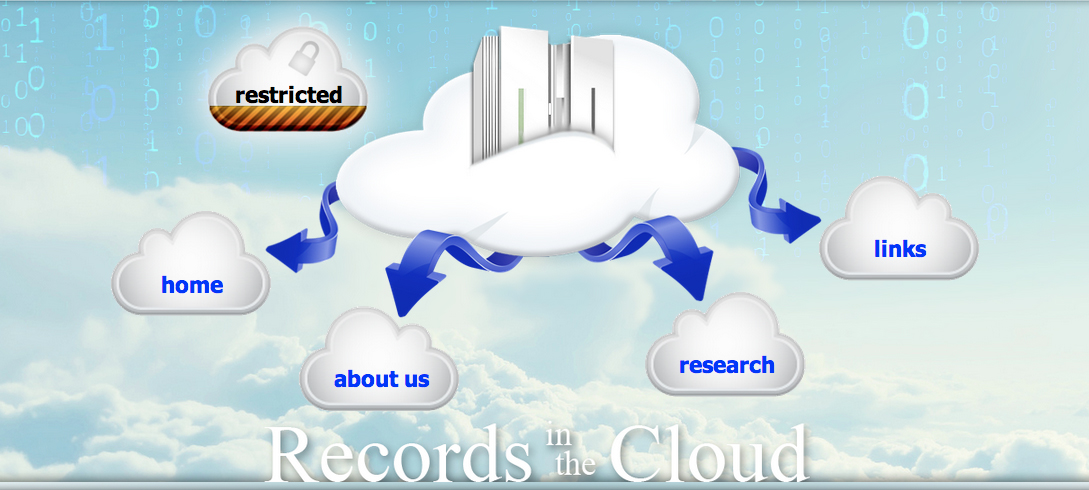 restricted
links
home
research
about us
Records in the Cloud